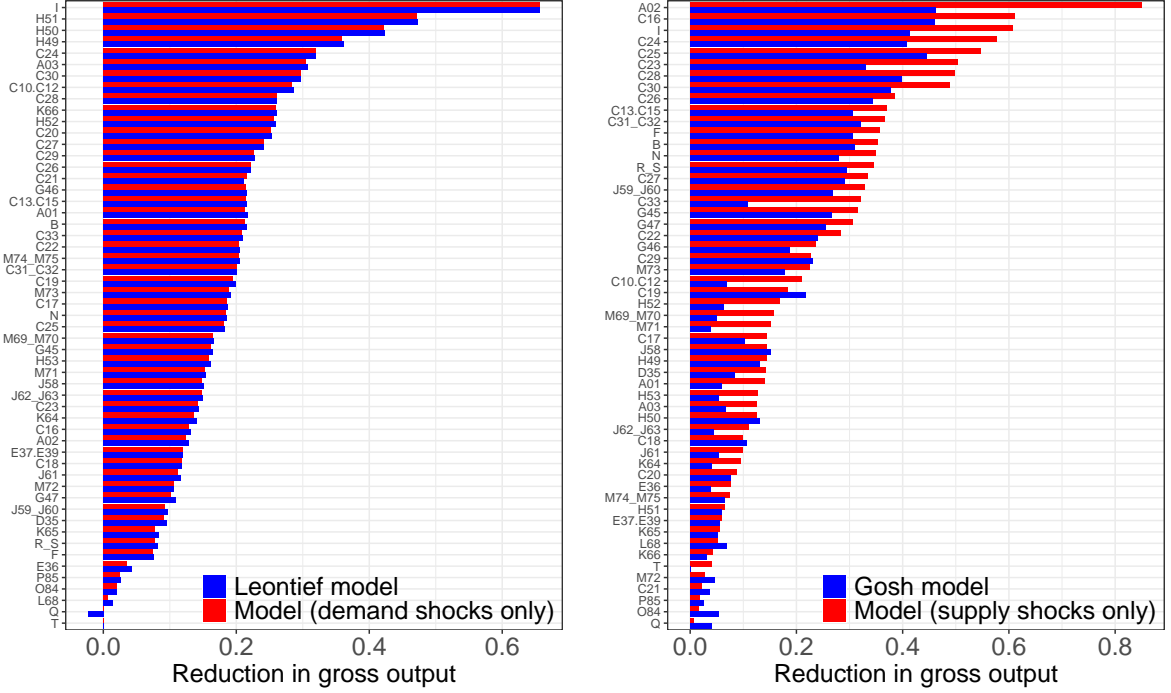 I
H51
H50
H49
C24
A03
C30
C10.C12
C28
K66
H52
C20
C27
C29
C26
C21
G46
C13.C15
A01
B
C33
C22
M74_M75
C31_C32
C19
M73
C17
N
C25
M69_M70
G45
H53
M71
J58
J62_J63
C23
K64
C16
A02
E37.E39
C18
J61
M72
G47
J59_J60
D35
K65
R_S
F
E36
P85
O84
L68
Q
T
Leontief model
Model (demand shocks only)
0.0 0.2 0.4 0.6
Reduction in gross output
A02
C16
I
C24
C25
C23
C28
C30
C26
C13.C15
C31_C32
F
B
N
R_S
C27
J59_J60
C33
G45
G47
C22
G46
C29
M73
C10.C12
C19
H52
M69_M70
M71
C17
J58
H49
D35
A01
H53
A03
H50
J62_J63
C18
J61
K64
C20
E36
M74_M75
H51
E37.E39
K65
L68
K66
T
M72
C21
P85
O84
Q
Gosh model
Model (supply shocks only)
0.0 0.2 0.4 0.6 0.8
Reduction in gross output